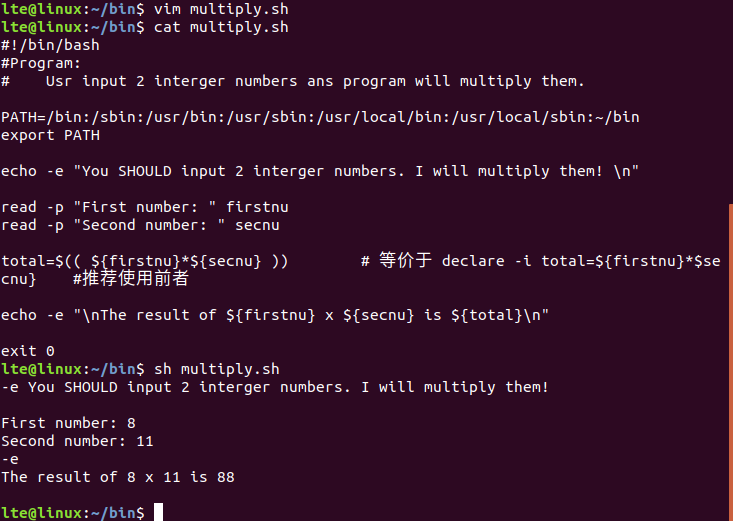 lte@linux:~/bin$ vim multiply.sh
lte@linux:~/bin$ cat multiply.sh
#!/bin/bash
#Program:
#    Usr input 2 interger numbers ans program will multiply them.
PATH=/bin:/sbin:/usr/bin:/usr/sbin:/usr/local/bin:/usr/local/sbin:~/bin
export PATH
echo -e "You SHOULD input 2 interger numbers. I will multiply them! \n"
read -p "First number: " firstnu
read -p "Second number: " secnu
total=$(( ${firstnu}*${secnu} ))        # 等价于 declare -i total=${firstnu}*$se
cnu}    #推荐使用前者
echo -e "\nThe result of ${firstnu} x ${secnu} is ${total}\n"
exit 0
lte@linux:~/bin$ sh multiply.sh
-e You SHOULD input 2 interger numbers. I will multiply them!
First number: 8
Second number: 11
-e
The result of 8 x 11 is 88
lte@linux:~/bin$